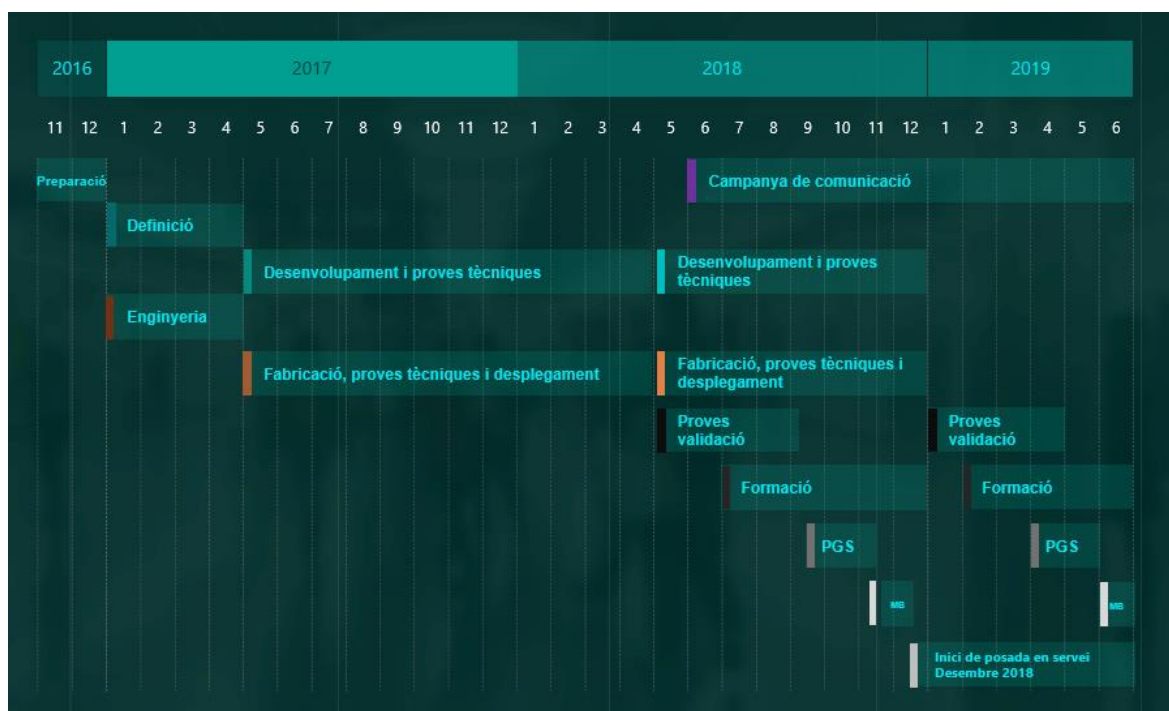 2016 2017 2018 2019
11 12 1 2 3 4 5 6 7 8 9 10 11 12 1 2 3 4 5 6 7 8 9 10 11 12 1 2 3 4 5 6
Preparació
Campanya de comunicació
Definició
Desenvolupament i proves tècniques
Desenvolupament i proves
tècniques
Enginyeria
Fabricació, proves tècniques i desplegament
Fabricació, proves tècniques i
desplegament
Proves
validació
Proves
validació
Formació
Formació
PGS
PGS
MB
MB
Inici de posada en servei
Desembre 2018